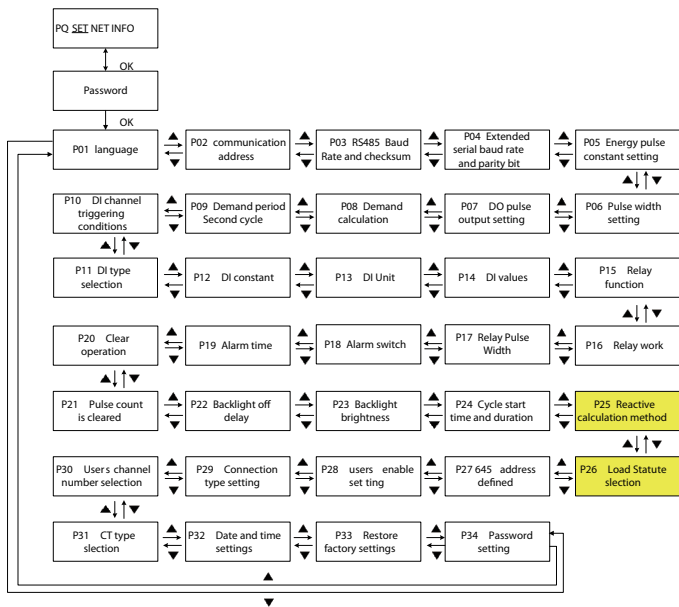 PQ SET NET INFO
OK
Password
OK
P01 language
P02 communication
address
P03 RS485 Baud
Rate and checksum
P04 Extended
serial baud rate
and parity bit
P05 Energy pulse
constant setting
P10 DI channel
triggering
conditions
P09 Demand period
Second cycle
P08 Demand
calculation
P07 DO pulse
output setting
P06 Pulse width
setting
P11 DI type
selection
P12 DI constant
P13 DI Unit
P14 DI values
P15 Relay
function
P20 Clear
operation
P19 Alarm time
P18 Alarm switch
P17 Relay Pulse
Width
P16 Relay work
P21 Pulse count
is cleared
P22 Backlight off
delay
P23 Backlight
brightness
P24 Cycle start
time and duration
P25 Reactive
calculation method
P30 User s channel
number selection
P29 Connection
type setting
P28 users enable
set ting
P27 645 address
defined
P26 Load Statute
slection
P31 CT type
slection
P32 Date and time
settings
P33 Restore
factory settings
P34 Password
setting